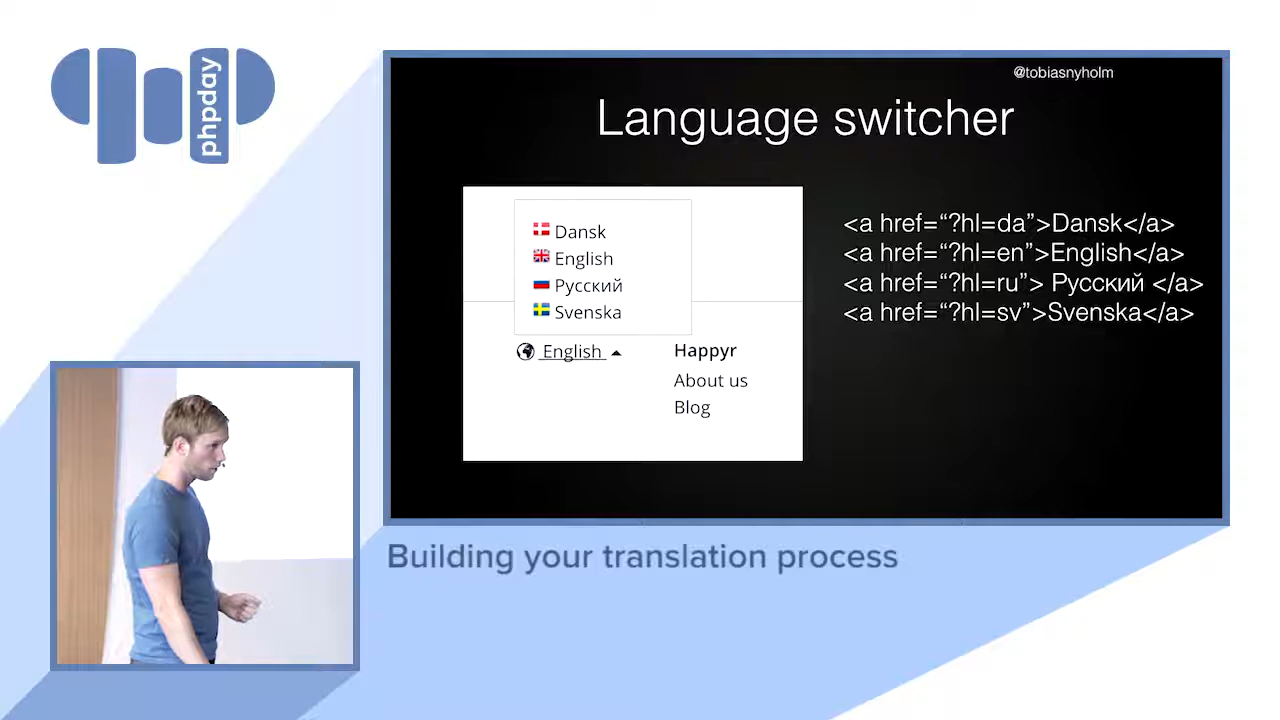 phpday
@tobiasnyholm
Language switcher
Dansk
English
Русский
Svenska
English
Happyr
About us
Blog
<a href=“?hl=da”>Dansk</a>
<a href=“?hl=en”>English</a>
<a href=“?hl=ru”> Русский </a>
<a href=“?hl=sv”>Svenska</a>
Building your translation process